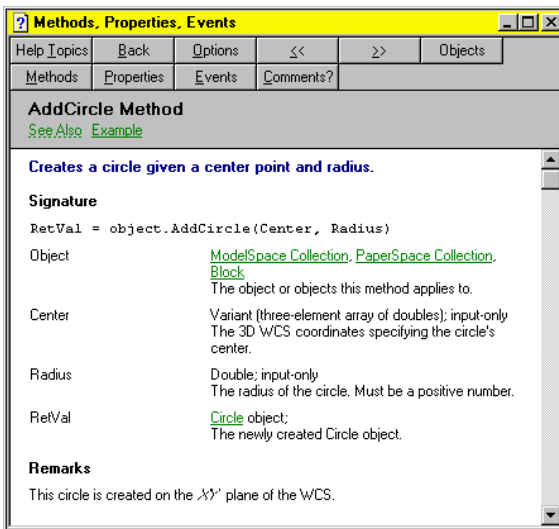 Methods, Properties, Events
Help Topics Back Options << >> Objects
Methods Properties Events Comments?
AddCircle Method
See Also Example
Creates a circle given a center point and radius.
Signature
RetVal = object.AddCircle(Center, Radius)
Object ModelSpace Collection, PaperSpace Collection,
Block
The object or objects this method applies to.
Center Variant (three-element array of doubles); input-only
The 3D WCS coordinates specifying the circle's
center.
Radius Double; input-only
The radius of the circle. Must be a positive number.
RetVal Circle object;
The newly created Circle object.
Remarks
This circle is created on the XY plane of the WCS.